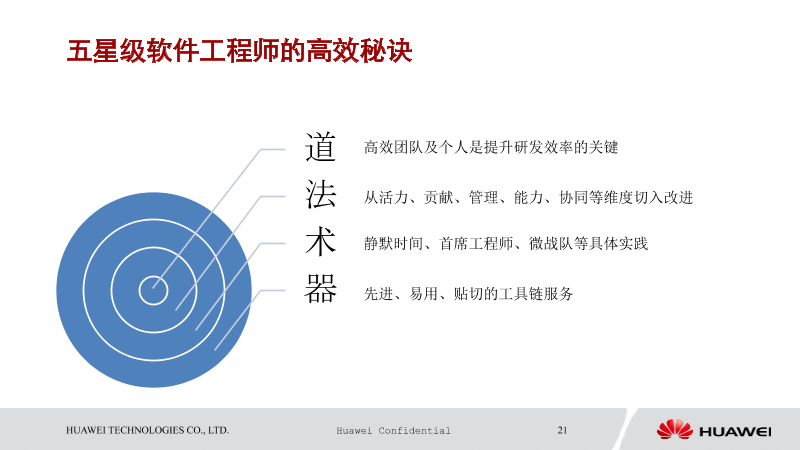 五星级软件工程师的高效秘诀
道 高效团队及个人是提升研发效率的关键
法 从活力、贡献、管理、能力、协同等维度切入改进
术 静默时间、首席工程师、微战队等具体实践
器 先进、易用、贴切的工具链服务
HUAWEI TECHNOLOGIES CO., LTD. Huawei Confidential 21 HUAWEI